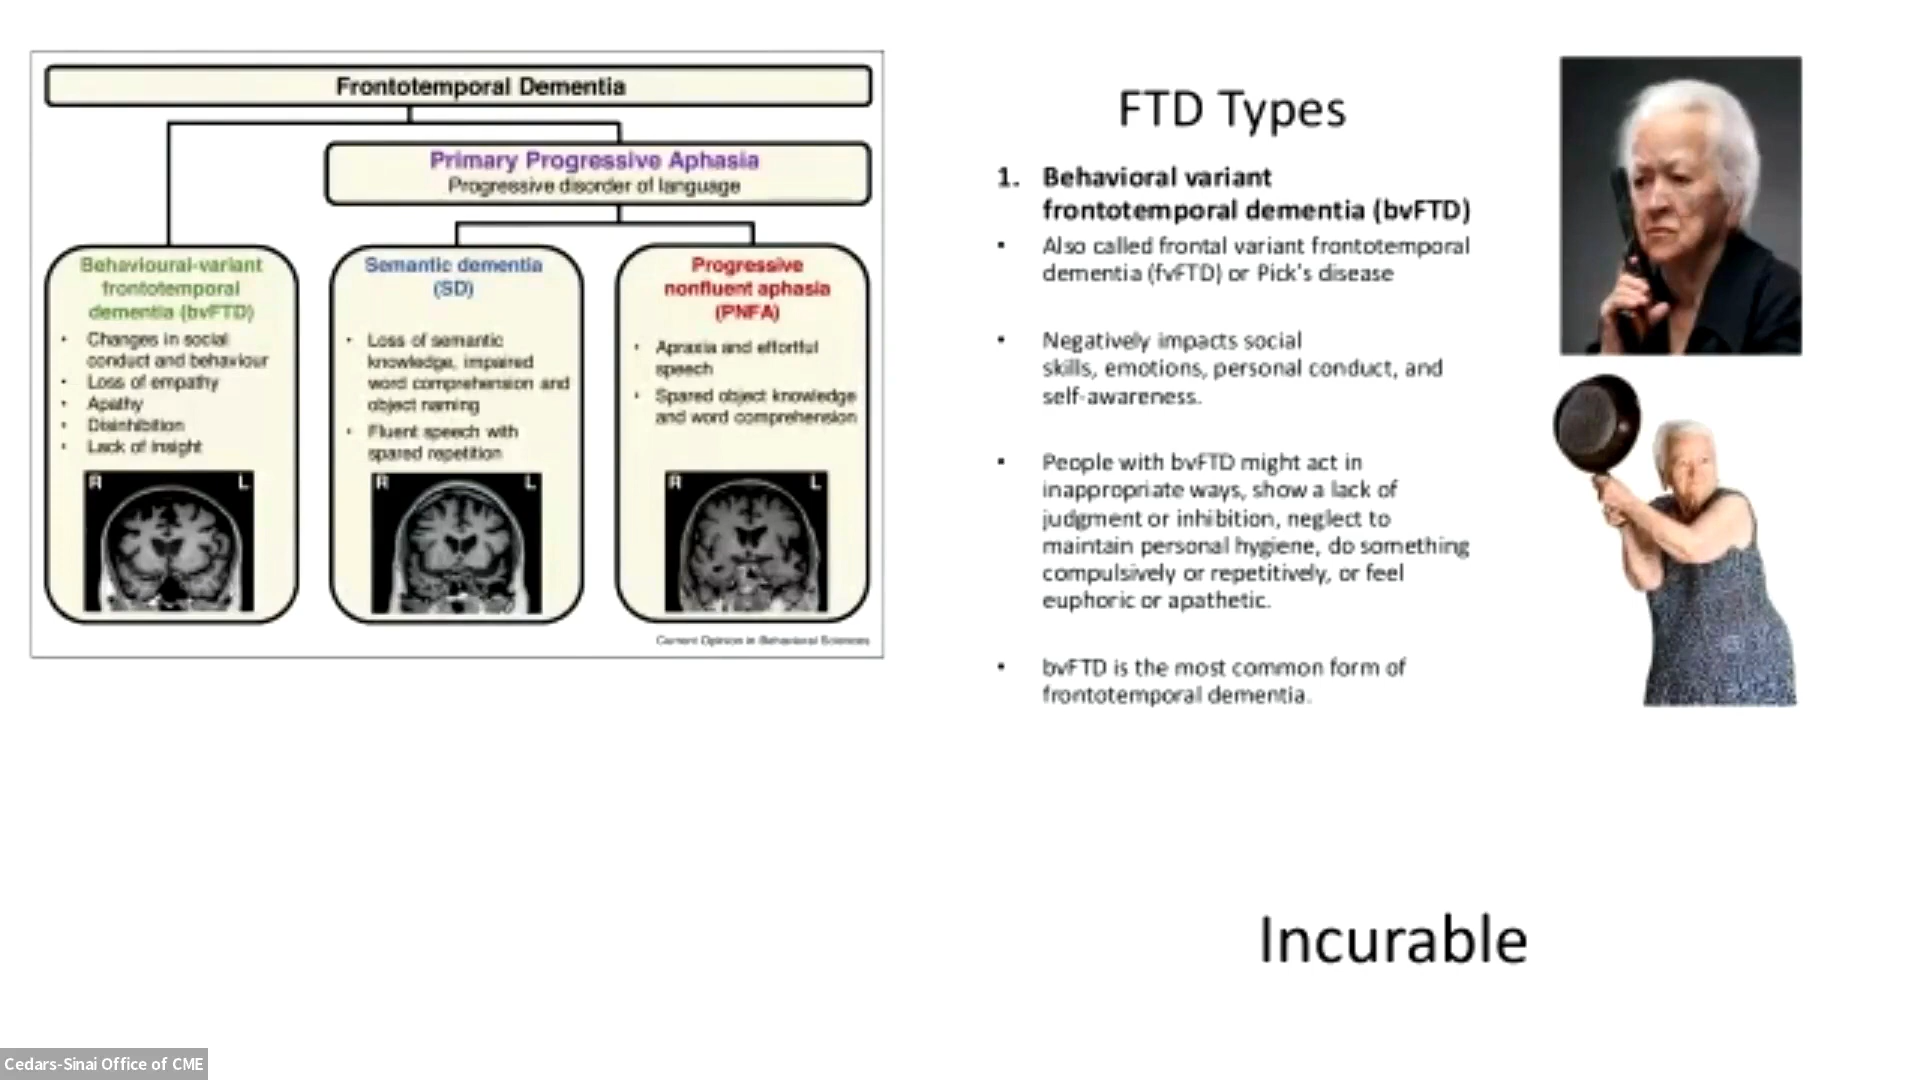 Frontotemporal Dementia
Primary Progressive Aphasia
Progressive disorder of language
Behavioural-variant
frontotemporal
dementia (bvFTD)
• Changes in social
conduct and behaviour
• Loss of empathy
• Apathy
• Disinhibition
• Lack of insight
R L
Semantic dementia
(SD)
• Loss of semantic
knowledge, impaired
word comprehension and
object naming
• Fluent speech with
spared repetition
R L
Progressive
nonfluent aphasia
(PNFA)
• Apraxia and effortful
speech
• Spared object knowledge
and word comprehension
R L
Current Opinion in Behavioral Sciences
FTD Types
1. Behavioral variant
frontotemporal dementia (bvFTD)
• Also called frontal variant frontotemporal
dementia (fvFTD) or Pick's disease
• Negatively impacts social
skills, emotions, personal conduct, and
self-awareness.
• People with bvFTD might act in
inappropriate ways, show a lack of
judgment or inhibition, neglect to
maintain personal hygiene, do something
compulsively or repetitively, or feel
euphoric or apathetic.
• bvFTD is the most common form of
frontotemporal dementia.
Incurable
Cedars-Sinai Office of CME